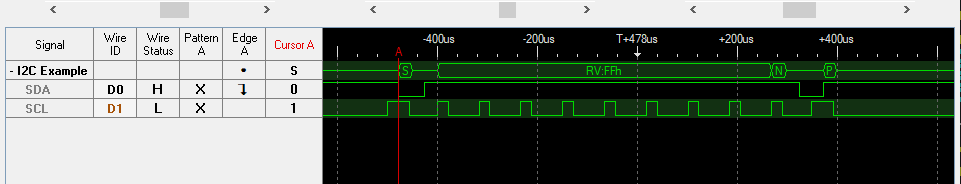 Signal Wire ID Wire Status Pattern A Edge A Cursor A
A -400us -200us T+478us +200us +400us
- I2C Example • S S RV:FFh N P
SDA D0 H X 0
SCL D1 L X 1